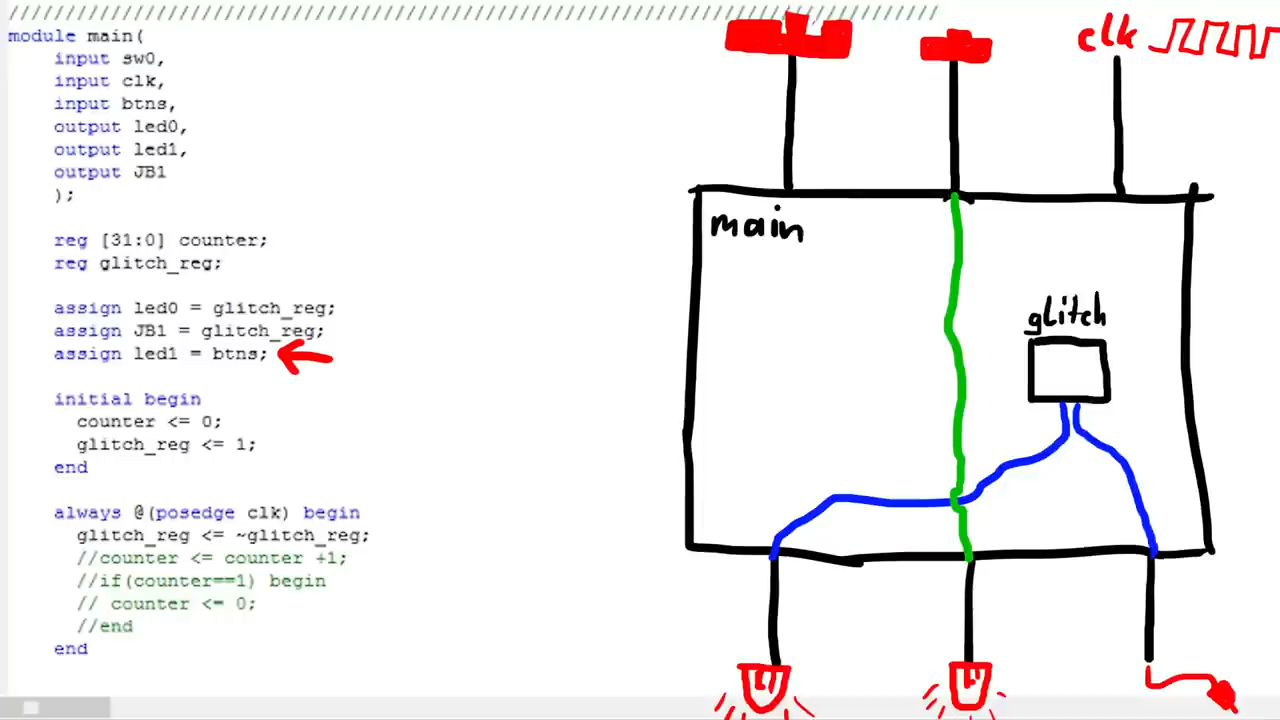 ////////////////////////////////////////////////////////////////////////////////
module main(
    input sw0,
    input clk,
    input btns,
    output led0,
    output led1,
    output JB1
    );
    reg [31:0] counter;
    reg glitch_reg;
    assign led0 = glitch_reg;
    assign JB1 = glitch_reg;
    assign led1 = btns;
    initial begin
      counter <= 0;
      glitch_reg <= 1;
    end
    always @(posedge clk) begin
      glitch_reg <= ~glitch_reg;
      //counter <= counter +1;
      //if(counter==1) begin
      // counter <= 0;
      //end
    end
clk
main
glitch